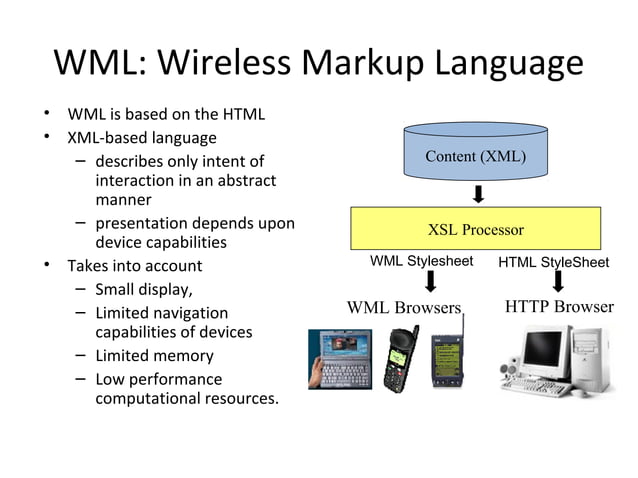 WML: Wireless Markup Language
• WML is based on the HTML
• XML-based language
– describes only intent of
interaction in an abstract
manner
– presentation depends upon
device capabilities
• Takes into account
– Small display,
– Limited navigation
capabilities of devices
– Limited memory
– Low performance
computational resources.
Content (XML)
XSL Processor
WML Stylesheet
HTML StyleSheet
WML Browsers
HTTP Browser